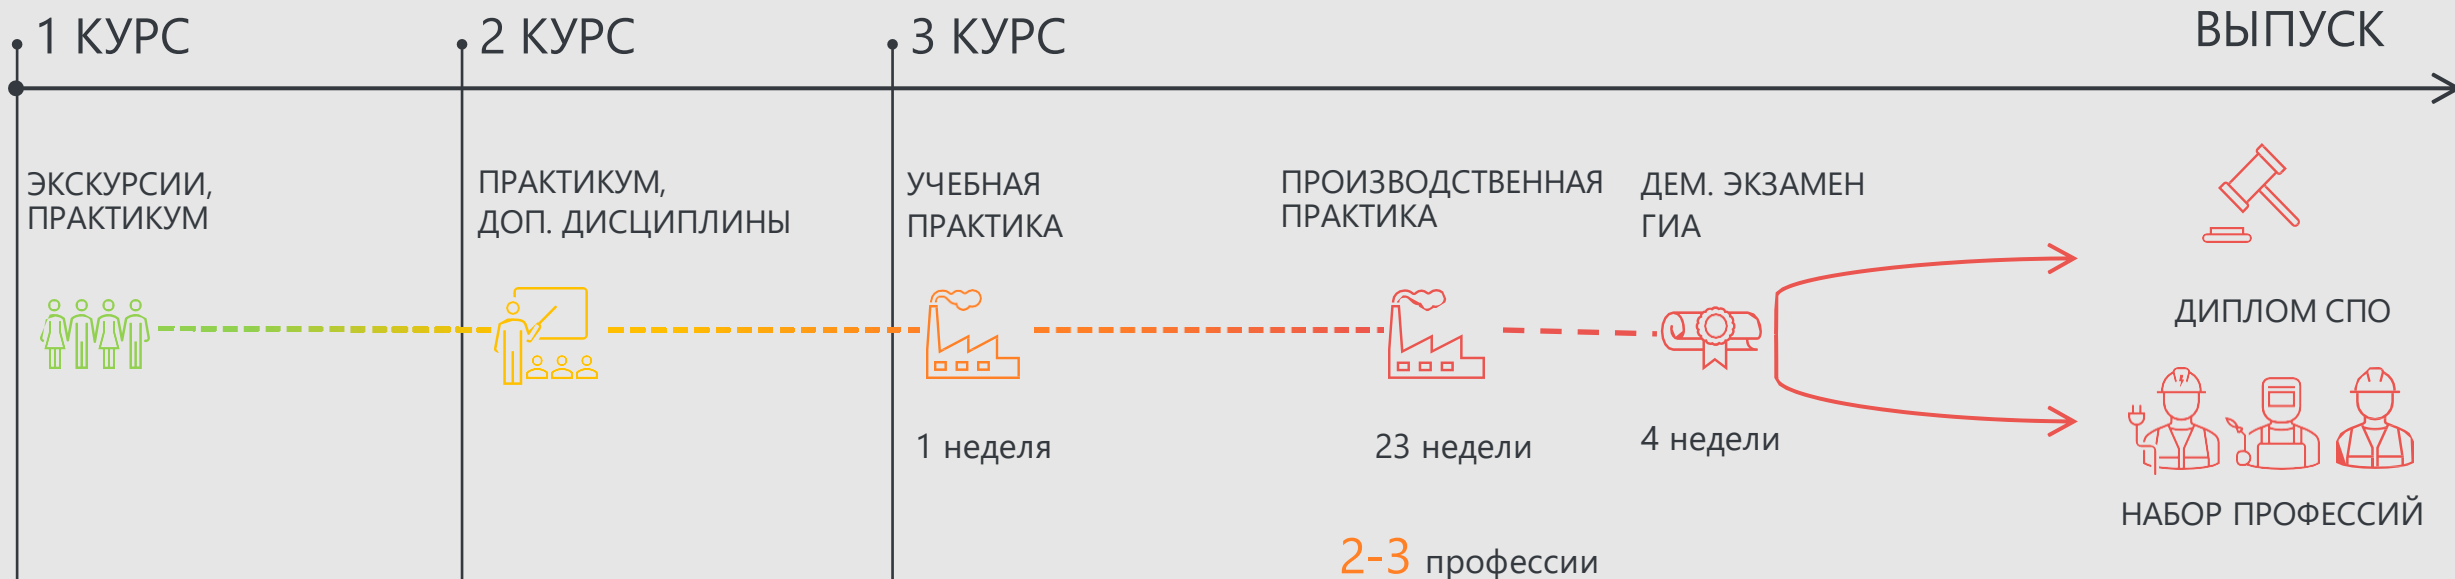 1 КУРС
2 КУРС
3 КУРС
ВЫПУСК
ЭКСКУРСИИ,
ПРАКТИКУМ
ПРАКТИКУМ,
ДОП. ДИСЦИПЛИНЫ
УЧЕБНАЯ
ПРАКТИКА
1 неделя
ПРОИЗВОДСТВЕННАЯ
ПРАКТИКА
23 недели
2-3 профессии
ДЕМ. ЭКЗАМЕН
ГИА
4 недели
ДИПЛОМ СПО
НАБОР ПРОФЕССИЙ